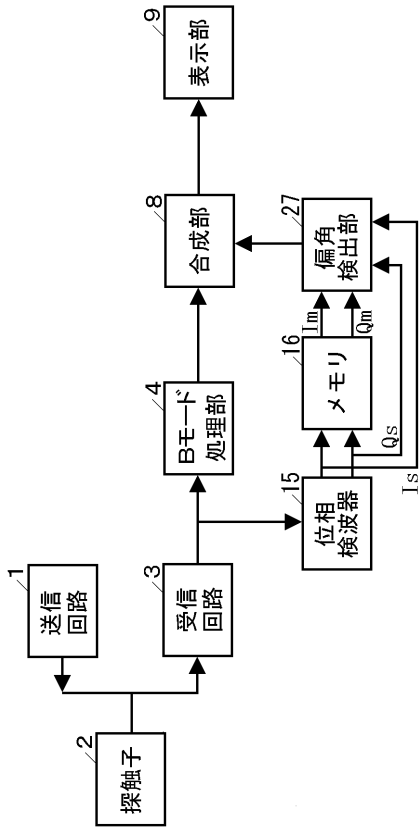 1
送信
回路
2
探触子
3
受信
回路
4
Bモード
処理部
8
合成部
9
表示部
15
位相
検波器
16
メモリ
Im
Qm
27
偏角
検出部
Qs
Is